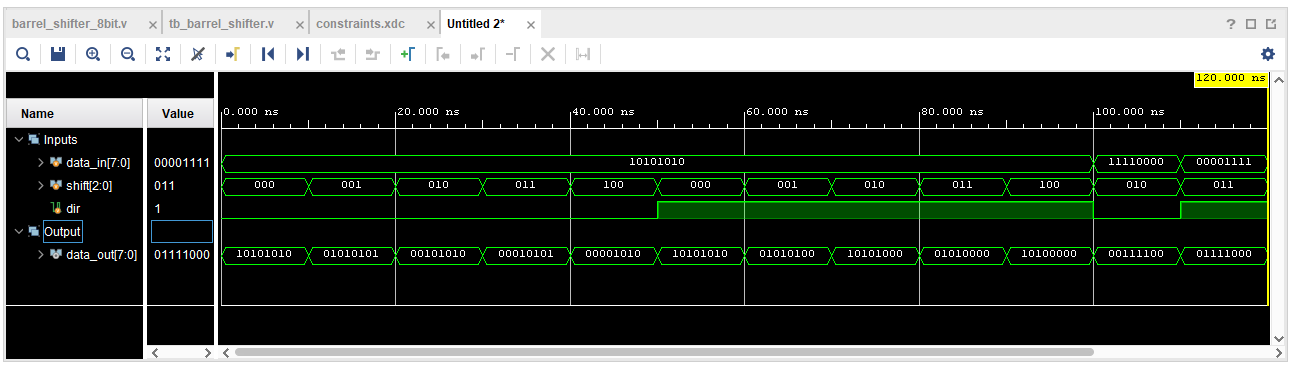 barrel_shifter_8bit.v × tb_barrel_shifter.v × constraints.xdc × Untitled 2* × ?
120.000 ns
Name Value 0.000 ns 20.000 ns 40.000 ns 60.000 ns 80.000 ns 100.000 ns
Inputs
data_in[7:0] 00001111 10101010 11110000 00001111
shift[2:0] 011 000 001 010 011 100 000 001 010 011 100 010 011
dir 1
Output
data_out[7:0] 01111000 10101010 01010101 00101010 00010101 00001010 10101010 01010100 10101000 01010000 10100000 00111100 01111000